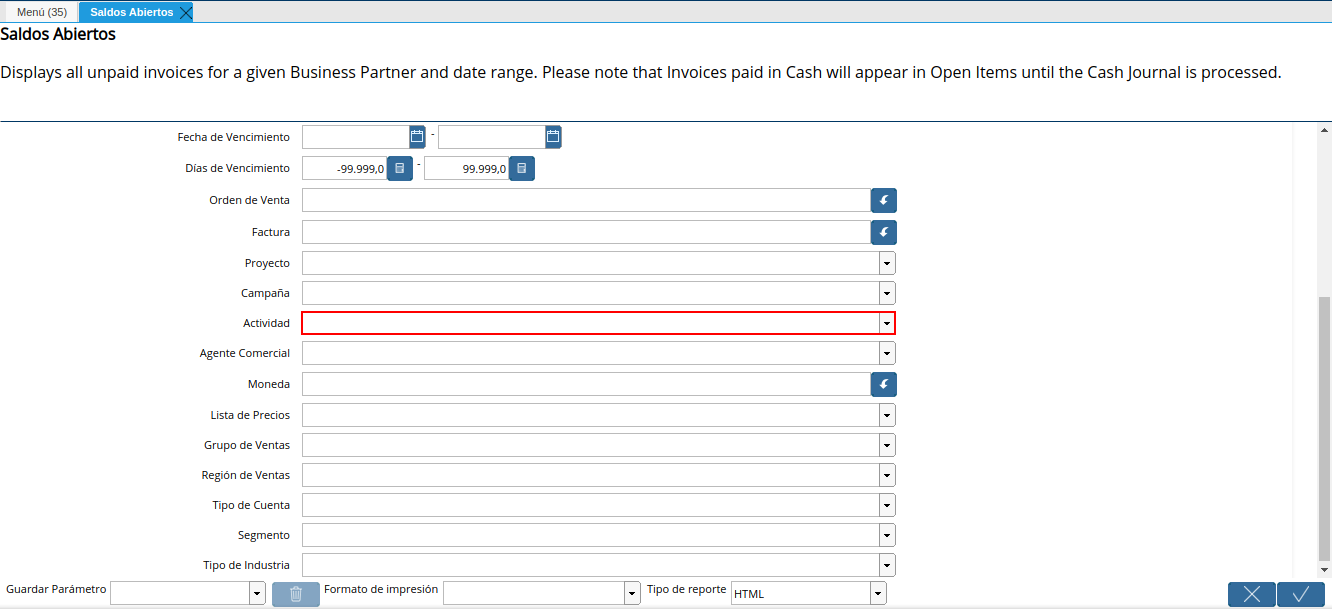 Menú (35)
Saldos Abiertos
Saldos Abiertos
Displays all unpaid invoices for a given Business Partner and date range. Please note that Invoices paid in Cash will appear in Open Items until the Cash Journal is processed.
Fecha de Vencimiento -
Días de Vencimiento -99.999,0 - 99.999,0
Orden de Venta
Factura
Proyecto
Campaña
Actividad
Agente Comercial
Moneda
Lista de Precios
Grupo de Ventas
Región de Ventas
Tipo de Cuenta
Segmento
Tipo de Industria
Guardar Parámetro Formato de impresión Tipo de reporte HTML